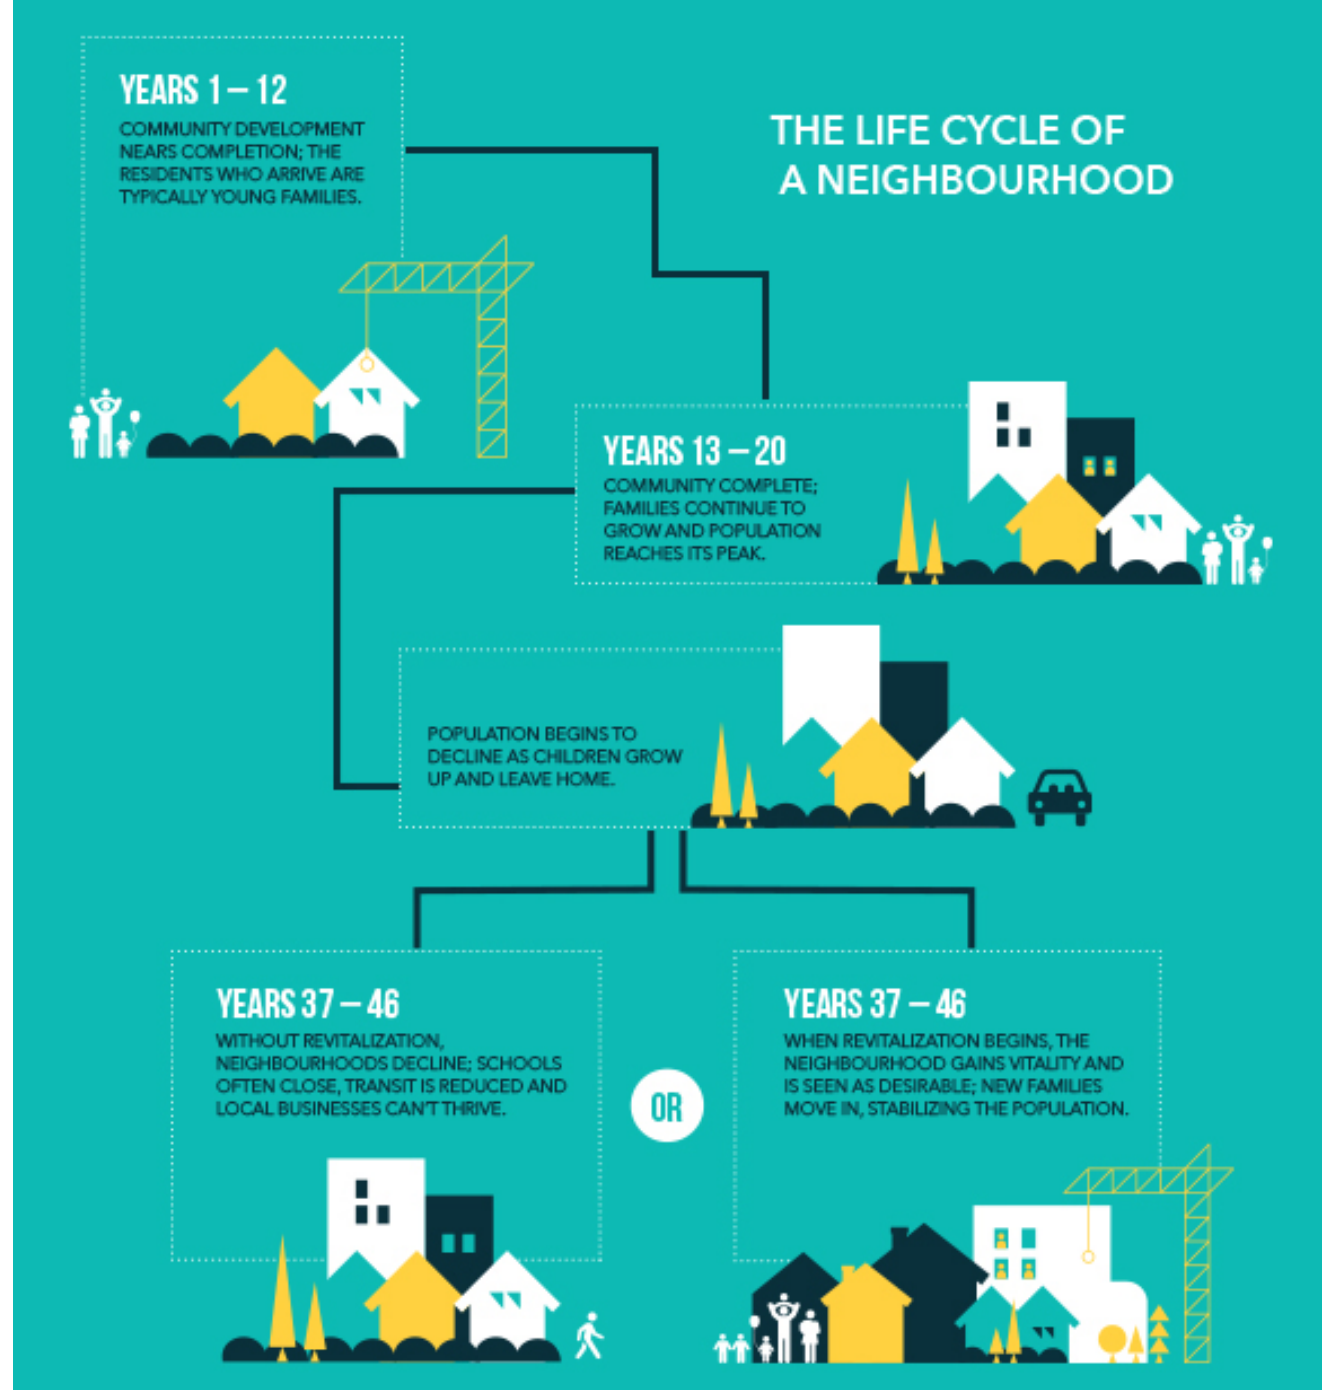 THE LIFE CYCLE OF
A NEIGHBOURHOOD
YEARS 1 – 12
COMMUNITY DEVELOPMENT
NEARS COMPLETION; THE
RESIDENTS WHO ARRIVE ARE
TYPICALLY YOUNG FAMILIES.
YEARS 13 – 20
COMMUNITY COMPLETE;
FAMILIES CONTINUE TO
GROW AND POPULATION
REACHES ITS PEAK.
POPULATION BEGINS TO
DECLINE AS CHILDREN GROW
UP AND LEAVE HOME.
YEARS 37 – 46
WITHOUT REVITALIZATION,
NEIGHBOURHOODS DECLINE; SCHOOLS
OFTEN CLOSE, TRANSIT IS REDUCED AND
LOCAL BUSINESSES CAN'T THRIVE.
OR
YEARS 37 – 46
WHEN REVITALIZATION BEGINS, THE
NEIGHBOURHOOD GAINS VITALITY AND
IS SEEN AS DESIRABLE; NEW FAMILIES
MOVE IN, STABILIZING THE POPULATION.